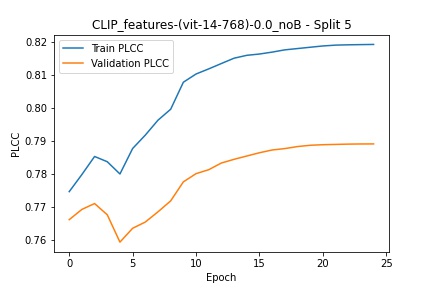 CLIP_features-(vit-14-768)-0.0_noB - Split 5
Train PLCC
Validation PLCC
0.82
0.81
0.80
0.79
0.78
0.77
0.76
PLCC
0
5
10
15
20
25
Epoch